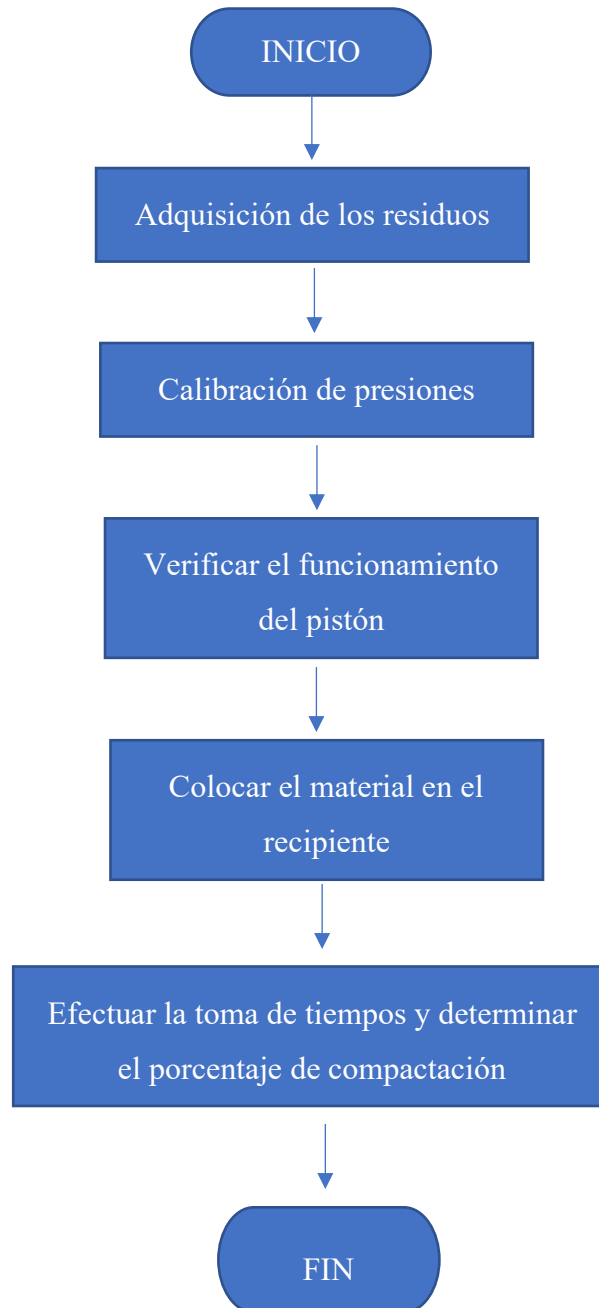 INICIO
Adquisición de los residuos
Calibración de presiones
Verificar el funcionamiento
del pistón
Colocar el material en el
recipiente
Efectuar la toma de tiempos y determinar
el porcentaje de compactación
FIN